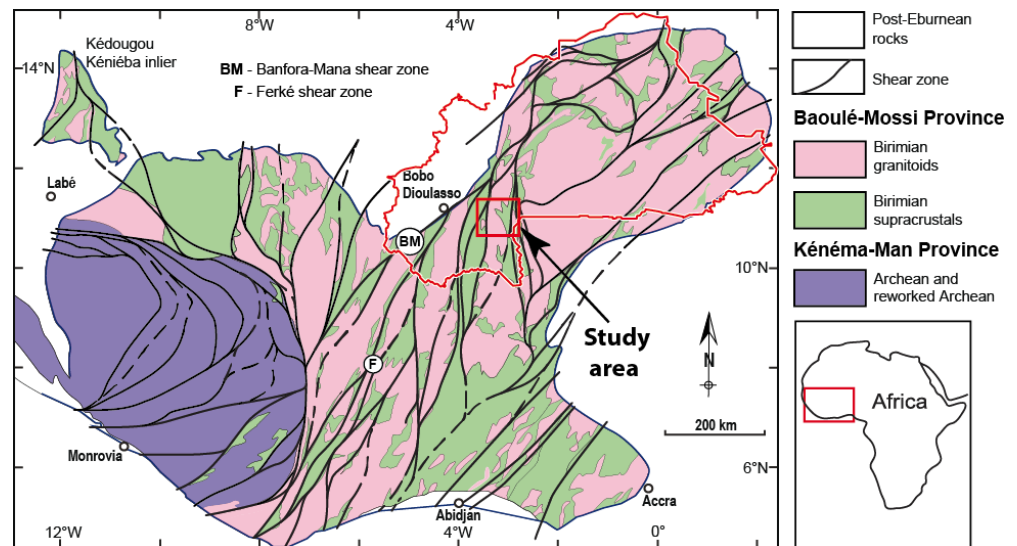 8°W
4°W
Kédougou
Kéniéba inlier
14°N
BM - Banfora-Mana shear zone
F - Ferké shear zone
Labé
Bobo
Dioulasso
BM
10°N
Study
area
N
F
200 km
Monrovia
6°N
Accra
Abidjan
12°W
8°W
4°W
0°
Post-Eburnean
rocks
Shear zone
Baoulé-Mossi Province
Birimian
granitoids
Birimian
supracrustals
Kénéma-Man Province
Archean and
reworked Archean
Africa